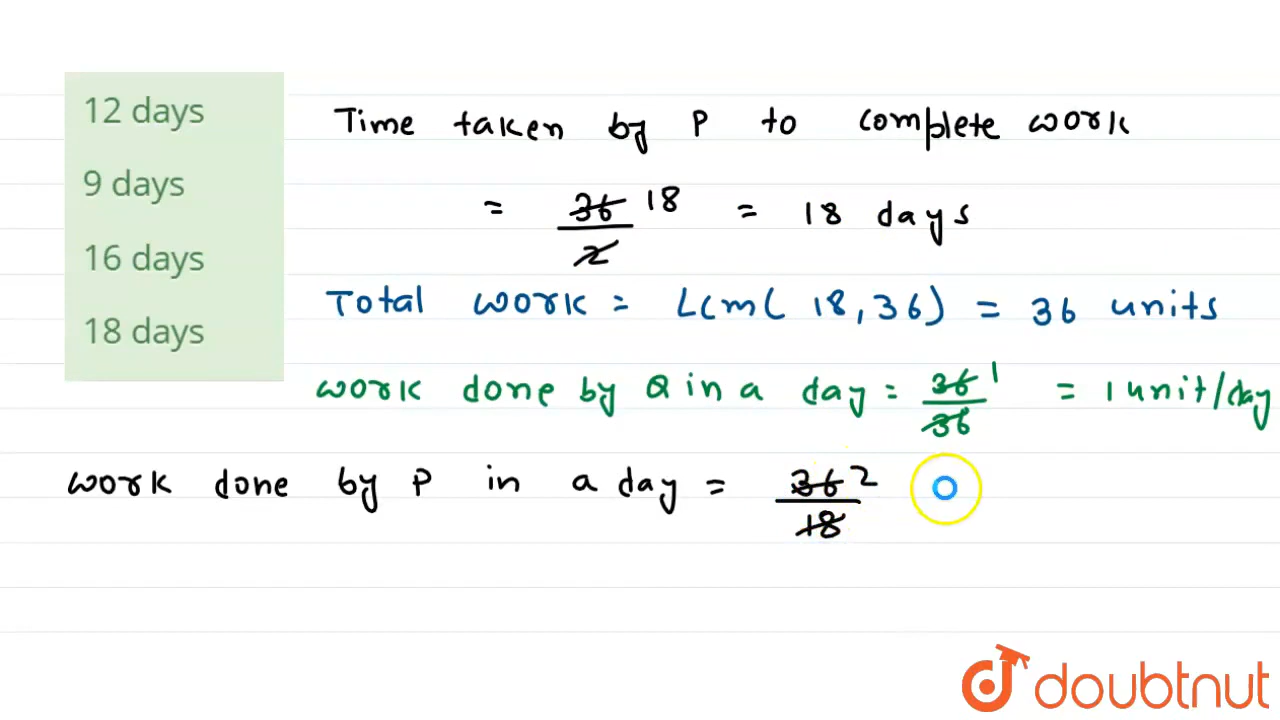 12 days
9 days
16 days
18 days
Time taken by P to complete work
= 36/2 18 = 18 days
Total work = LCM( 18,36) = 36 units
work done by Q in a day = 36/36 1 = 1 unit/day
work done by P in a day = 36/18 2
doubtnut